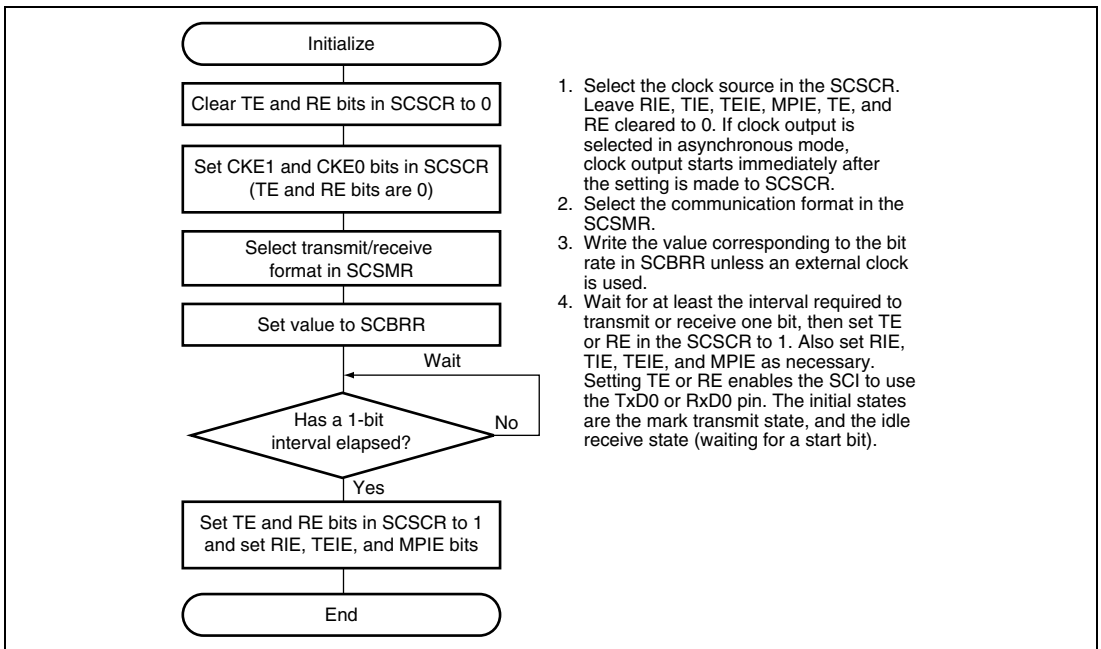 Initialize
Clear TE and RE bits in SCSCR to 0
Set CKE1 and CKE0 bits in SCSCR
(TE and RE bits are 0)
Select transmit/receive
format in SCSMR
Set value to SCBRR
Wait
Has a 1-bit
interval elapsed?
No
Yes
Set TE and RE bits in SCSCR to 1
and set RIE, TEIE, and MPIE bits
End
1. Select the clock source in the SCSCR.
Leave RIE, TIE, TEIE, MPIE, TE, and
RE cleared to 0. If clock output is
selected in asynchronous mode,
clock output starts immediately after
the setting is made to SCSCR.
2. Select the communication format in the
SCSMR.
3. Write the value corresponding to the bit
rate in SCBRR unless an external clock
is used.
4. Wait for at least the interval required to
transmit or receive one bit, then set TE
or RE in the SCSCR to 1. Also set RIE,
TIE, TEIE, and MPIE as necessary.
Setting TE or RE enables the SCI to use
the TxD0 or RxD0 pin. The initial states
are the mark transmit state, and the idle
receive state (waiting for a start bit).